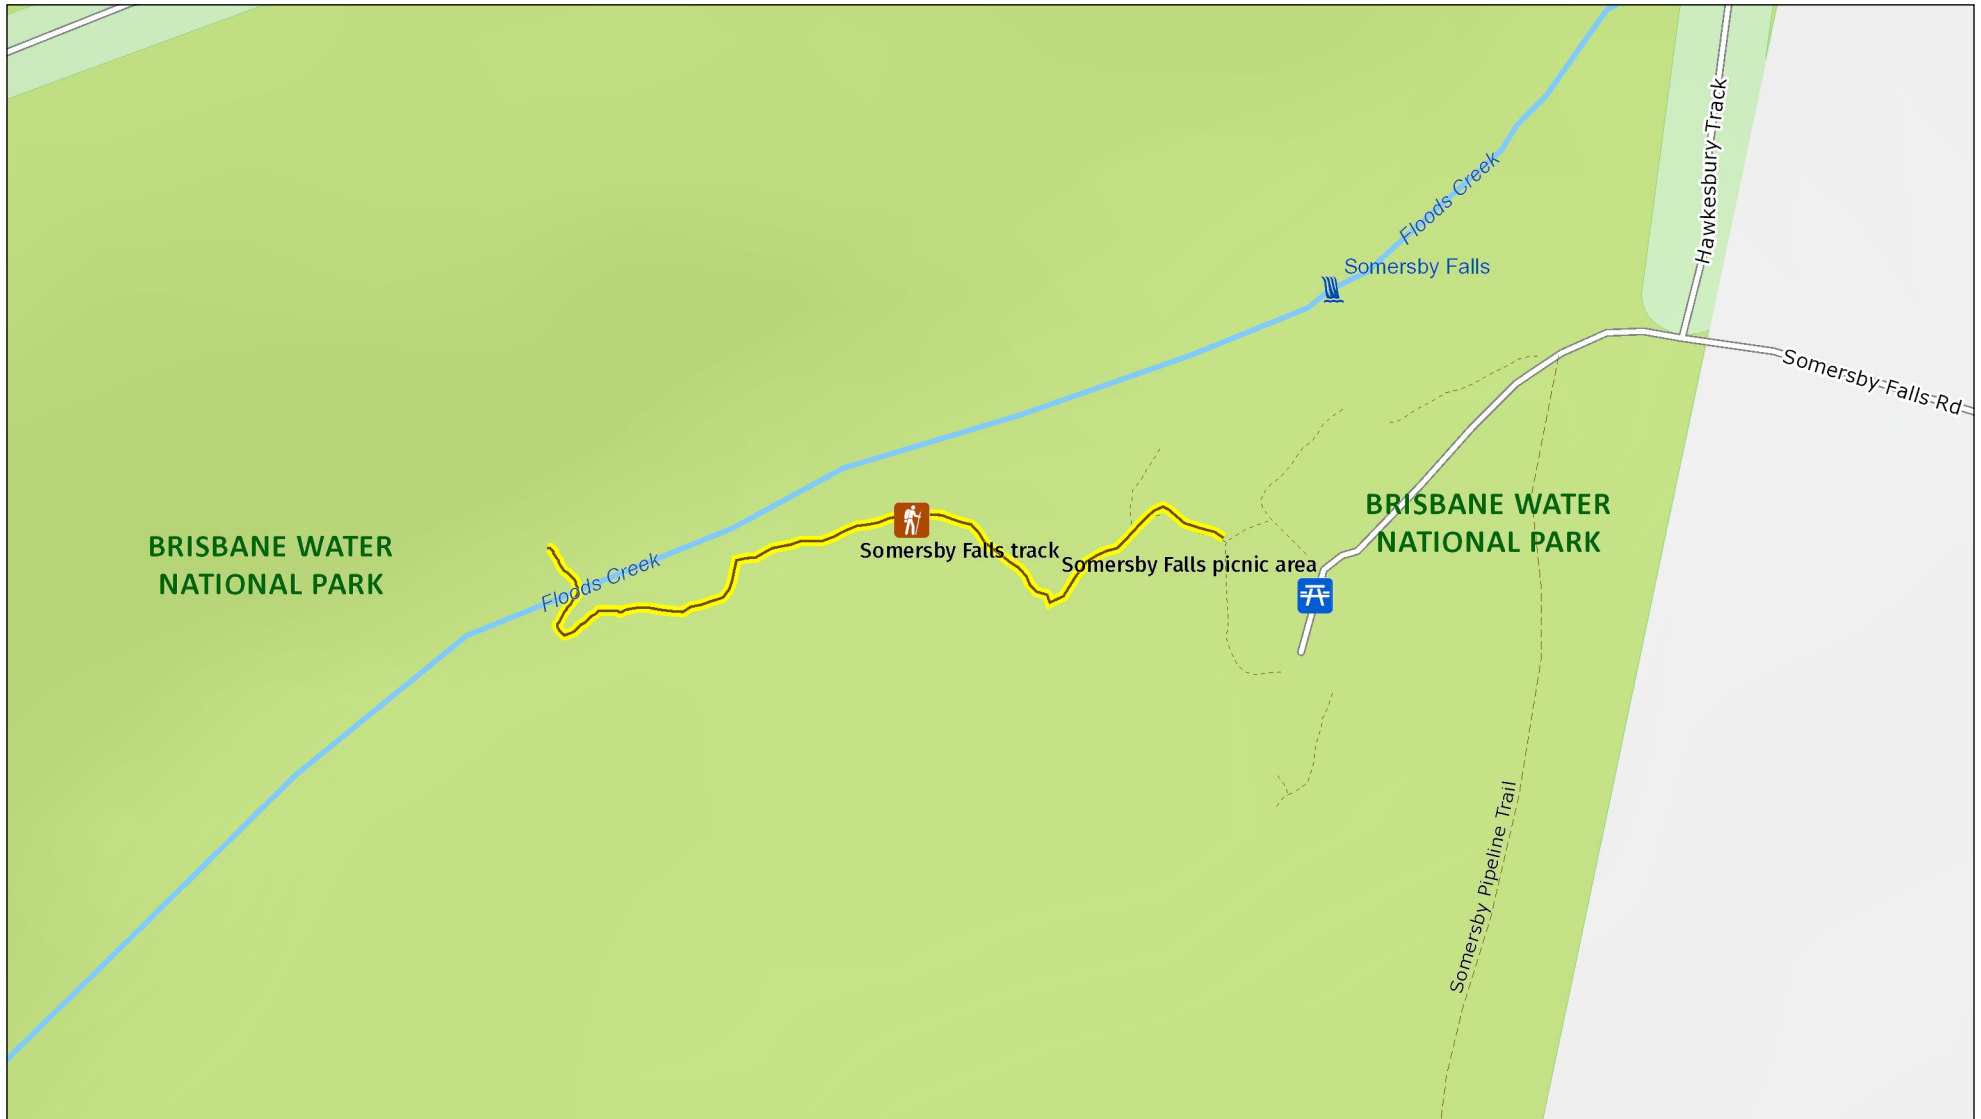 Hawkesbury Track
Floods Creek
Somersby Falls
Somersby Falls Rd
BRISBANE WATER
NATIONAL PARK
BRISBANE WATER
NATIONAL PARK
Somersby Falls track
Somersby Falls picnic area
Floods Creek
Somersby Pipeline Trail